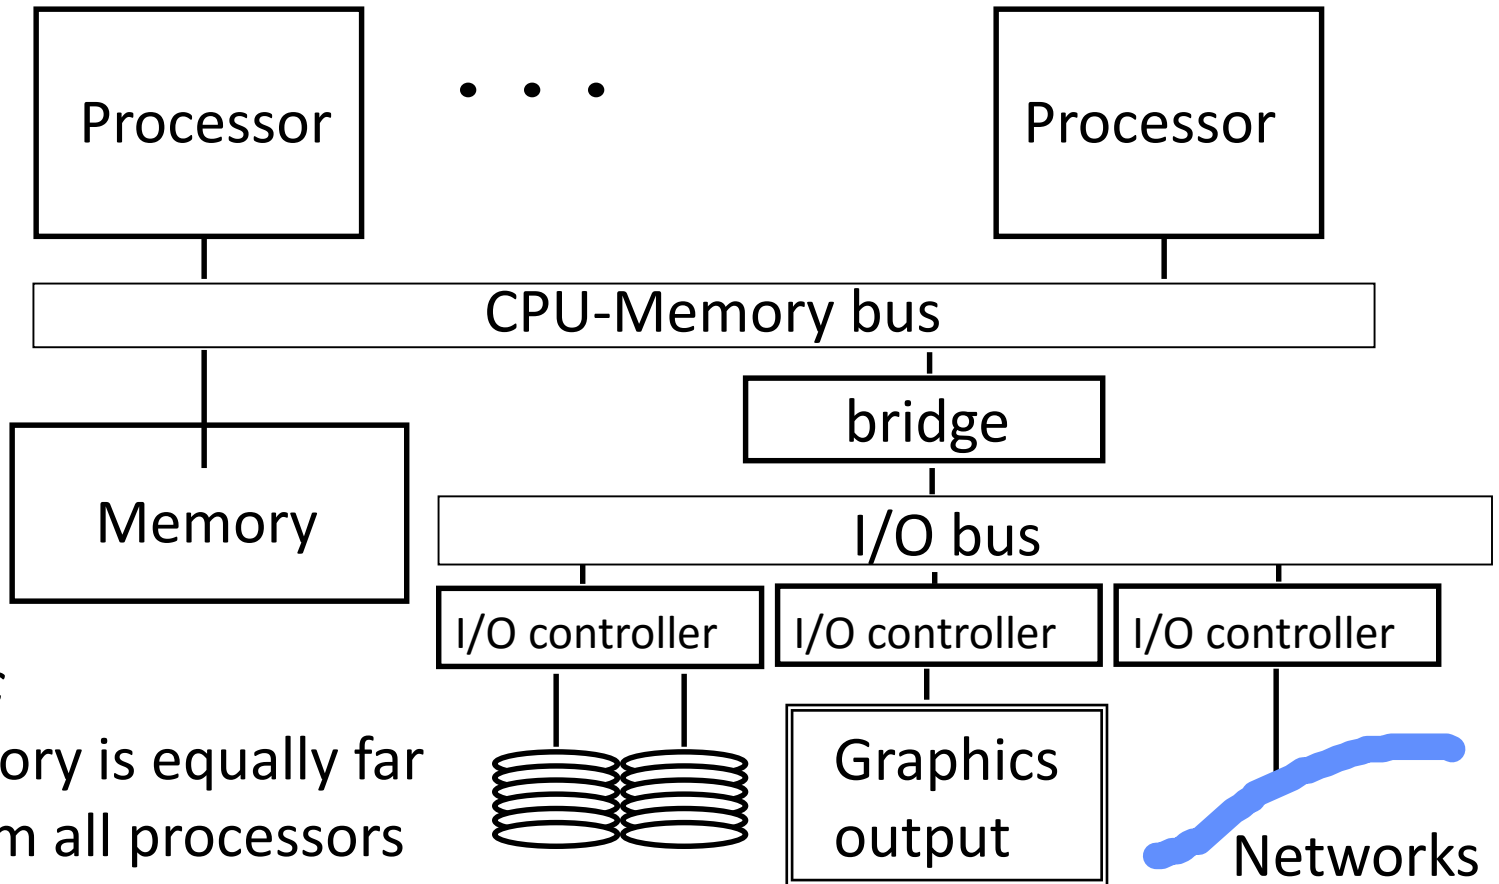 Processor
. . .
Processor
CPU-Memory bus
bridge
Memory
I/O bus
I/O controller
I/O controller
I/O controller
ory is equally far
m all processors
Graphics
output
Networks